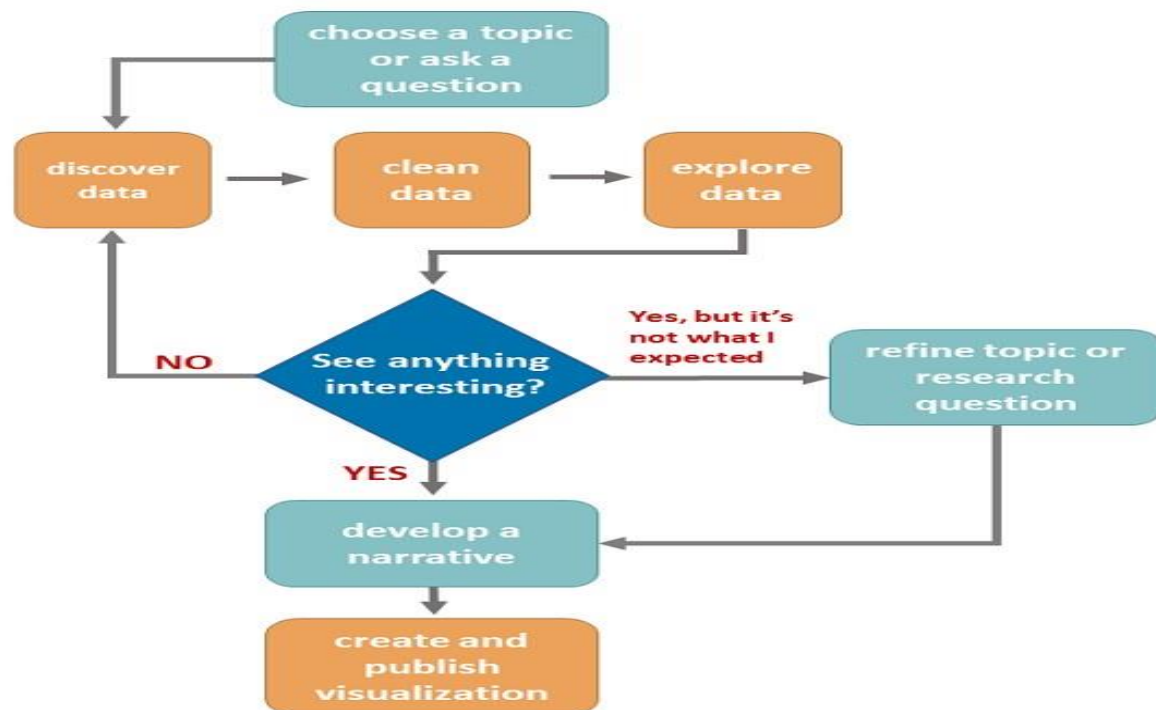 choose a topic
or ask a
question
discover
data
clean
data
explore
data
See anything
interesting?
NO
Yes, but it's
not what I
expected
refine topic or
research
question
YES
develop a
narrative
create and
publish
visualization